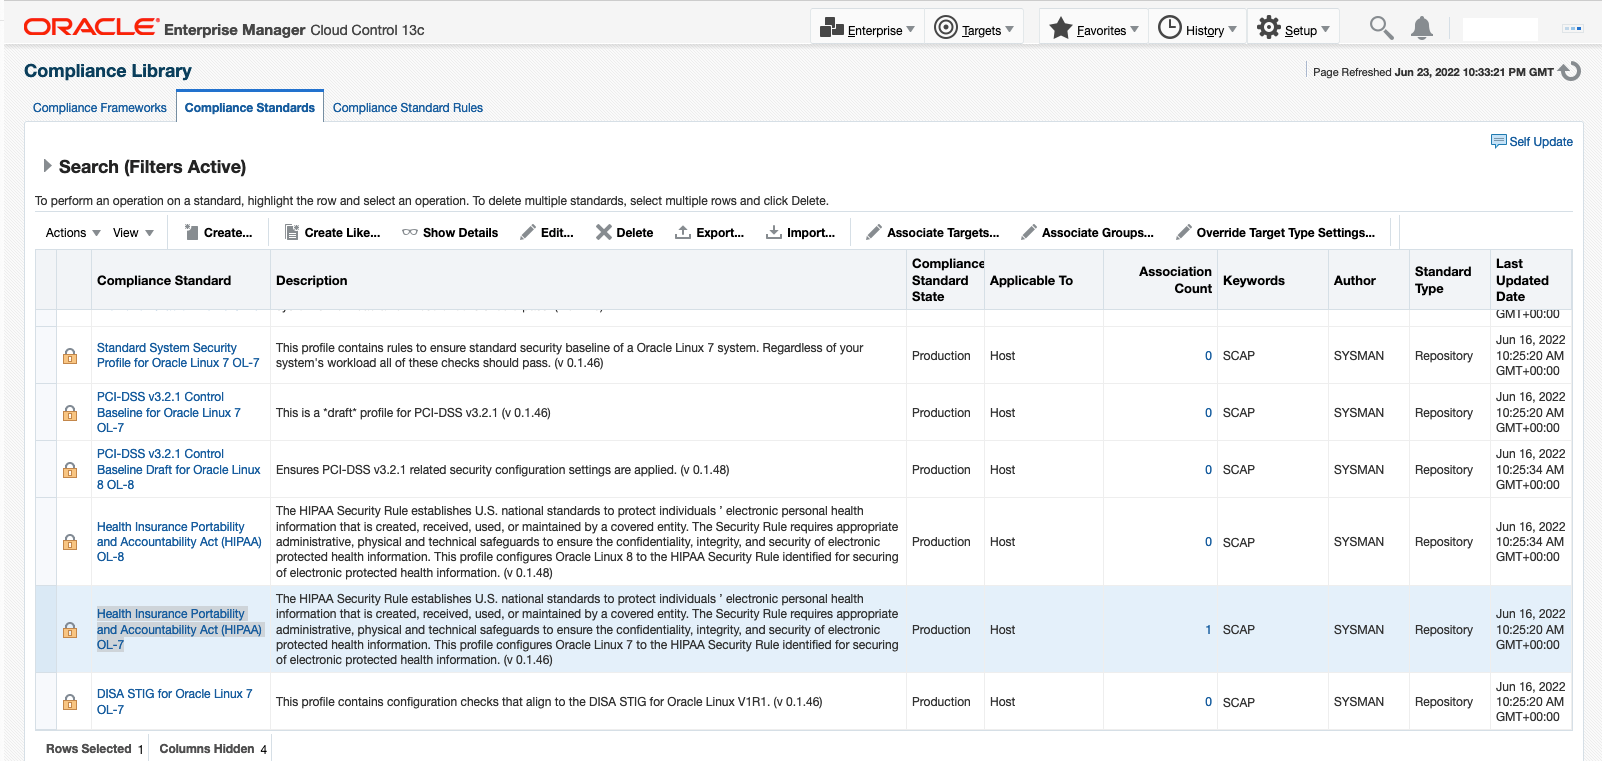 ORACLE Enterprise Manager Cloud Control 13c
Enterprise Targets Favorites History Setup
Compliance Library
Page Refreshed Jun 23, 2022 10:33:21 PM GMT
Compliance Frameworks Compliance Standards Compliance Standard Rules
Self Update
Search (Filters Active)
To perform an operation on a standard, highlight the row and select an operation. To delete multiple standards, select multiple rows and click Delete.
Actions View Create... Create Like... Show Details Edit... Delete Export... Import... Associate Targets... Associate Groups... Override Target Type Settings...
Compliance Standard
Description
Compliance
Standard
State
Applicable To
Association
Count
Keywords
Author
Standard
Type
Last
Updated
Date
GMT+00:00
Standard System Security
Profile for Oracle Linux 7 OL-7
This profile contains rules to ensure standard security baseline of a Oracle Linux 7 system. Regardless of your
system's workload all of these checks should pass. (v 0.1.46)
Production
Host
0
SCAP
SYSMAN
Repository
Jun 16, 2022
10:25:20 AM
GMT+00:00
PCI-DSS v3.2.1 Control
Baseline for Oracle Linux 7
OL-7
This is a *draft* profile for PCI-DSS v3.2.1 (v 0.1.46)
Production
Host
0
SCAP
SYSMAN
Repository
Jun 16, 2022
10:25:20 AM
GMT+00:00
PCI-DSS v3.2.1 Control
Baseline Draft for Oracle Linux
8 OL-8
Ensures PCI-DSS v3.2.1 related security configuration settings are applied. (v 0.1.48)
Production
Host
0
SCAP
SYSMAN
Repository
Jun 16, 2022
10:25:34 AM
GMT+00:00
Health Insurance Portability
and Accountability Act (HIPAA)
OL-8
The HIPAA Security Rule establishes U.S. national standards to protect individuals ’ electronic personal health
information that is created, received, used, or maintained by a covered entity. The Security Rule requires appropriate
administrative, physical and technical safeguards to ensure the confidentiality, integrity, and security of electronic
protected health information. This profile configures Oracle Linux 8 to the HIPAA Security Rule identified for securing
of electronic protected health information. (v 0.1.48)
Production
Host
0
SCAP
SYSMAN
Repository
Jun 16, 2022
10:25:34 AM
GMT+00:00
Health Insurance Portability
and Accountability Act (HIPAA)
OL-7
The HIPAA Security Rule establishes U.S. national standards to protect individuals ’ electronic personal health
information that is created, received, used, or maintained by a covered entity. The Security Rule requires appropriate
administrative, physical and technical safeguards to ensure the confidentiality, integrity, and security of electronic
protected health information. This profile configures Oracle Linux 7 to the HIPAA Security Rule identified for securing
of electronic protected health information. (v 0.1.46)
Production
Host
1
SCAP
SYSMAN
Repository
Jun 16, 2022
10:25:20 AM
GMT+00:00
DISA STIG for Oracle Linux 7
OL-7
This profile contains configuration checks that align to the DISA STIG for Oracle Linux V1R1. (v 0.1.46)
Production
Host
0
SCAP
SYSMAN
Repository
Jun 16, 2022
10:25:20 AM
GMT+00:00
Rows Selected 1 Columns Hidden 4